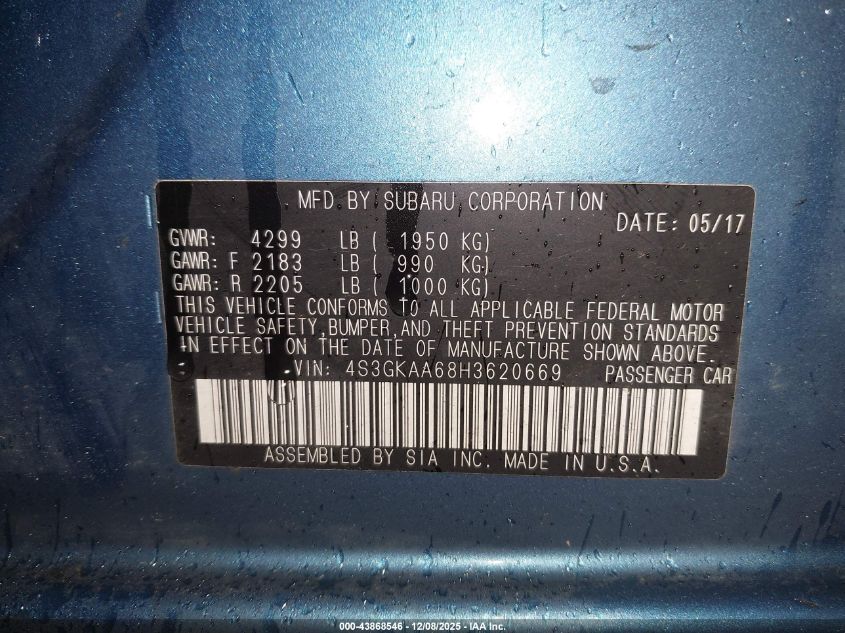 MFD.BY SUBARU CORPORATION
DATE: 05/17
GVWR: 4299 LB ( 1950 KG)
GAWR: F 2183 LB ( 990 KG)
GAWR: R 2205 LB ( 1000 KG)
THIS VEHICLE CONFORMS TO ALL APPLICABLE FEDERAL MOTOR
VEHICLE SAFETY,BUMPER,AND THEFT PREVENTION STANDARDS
IN EFFECT ON THE DATE OF MANUFACTURE SHOWN ABOVE.
VIN: 4S3GKAA68H3620669 PASSENGER CAR
ASSEMBLED BY SIA INC. MADE IN U.S.A.
000-43868546 - 12/08/2025 - IAA Inc.